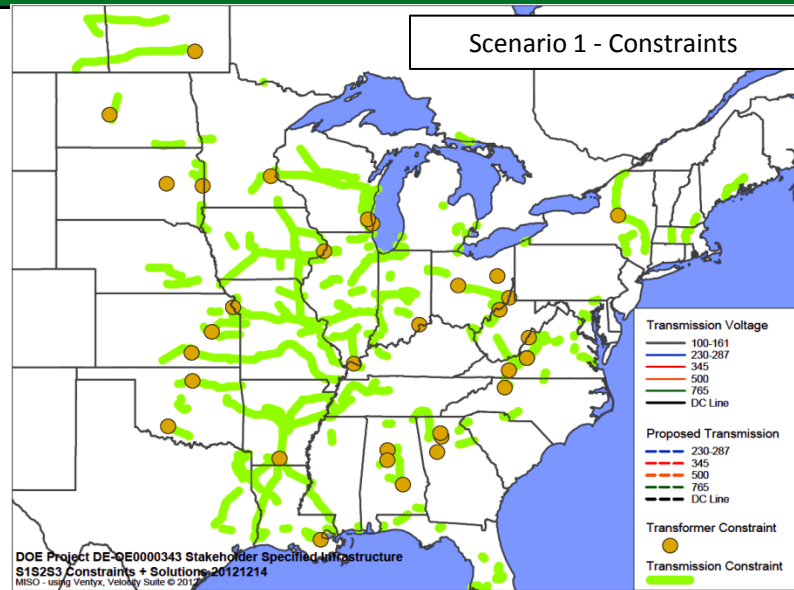 Scenario 1 - Constraints
Transmission Voltage
100-161
230-287
345
500
765
DC Line
Proposed Transmission
230-287
345
500
765
DC Line
Transformer Constraint
Transmission Constraint
DOE Project DE-OE0000343 Stakeholder Specified Infrastructure
S1S2S3 Constraints + Solutions 20121214
MISO - using Ventyx, Velocity Suite © 2012